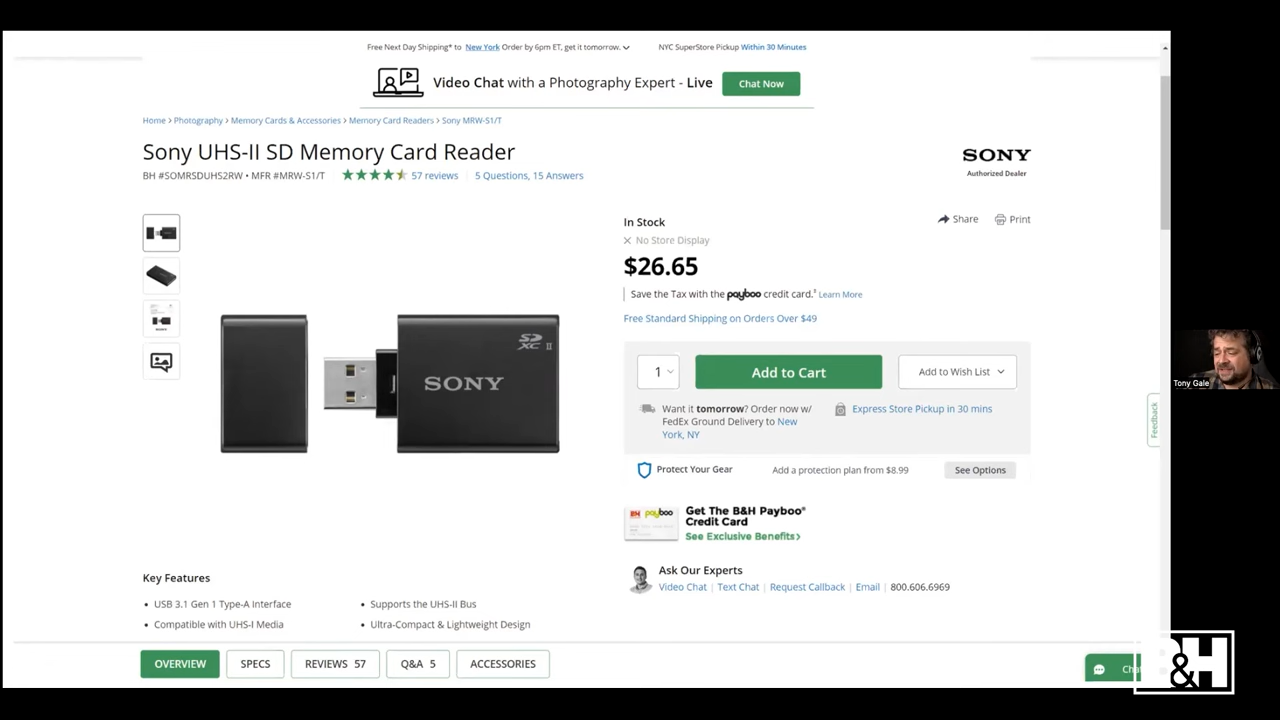 Free Next Day Shipping* to New York Order by 6pm ET, get it tomorrow.
NYC SuperStore Pickup Within 30 Minutes
Video Chat with a Photography Expert - Live
Chat Now
Home > Photography > Memory Cards & Accessories > Memory Card Readers > Sony MRW-S1/T
Sony UHS-II SD Memory Card Reader
SONY
Authorized Dealer
BH #SOMRSDUHS2RW • MFR #MRW-S1/T
57 reviews
5 Questions, 15 Answers
In Stock
Share
Print
No Store Display
$26.65
Save the Tax with the payboo credit card.‡ Learn More
Free Standard Shipping on Orders Over $49
SD
XC II
SONY
1
Add to Cart
Add to Wish List
Want it tomorrow? Order now w/
FedEx Ground Delivery to New
York, NY
Express Store Pickup in 30 mins
Protect Your Gear
Add a protection plan from $8.99
See Options
BH payboo
Get The B&H Payboo®
Credit Card
See Exclusive Benefits>
Ask Our Experts
Video Chat | Text Chat | Request Callback | Email | 800.606.6969
Key Features
• USB 3.1 Gen 1 Type-A Interface
• Supports the UHS-II Bus
• Compatible with UHS-I Media
• Ultra-Compact & Lightweight Design
OVERVIEW
SPECS
REVIEWS 57
Q&A 5
ACCESSORIES
Feedback
Tony Gale
B&H